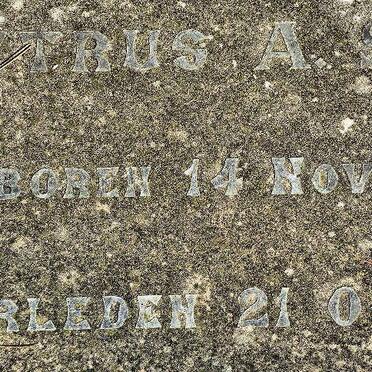 TRUS A. S
BOREN 14 NOV
RLEDEN 21 O